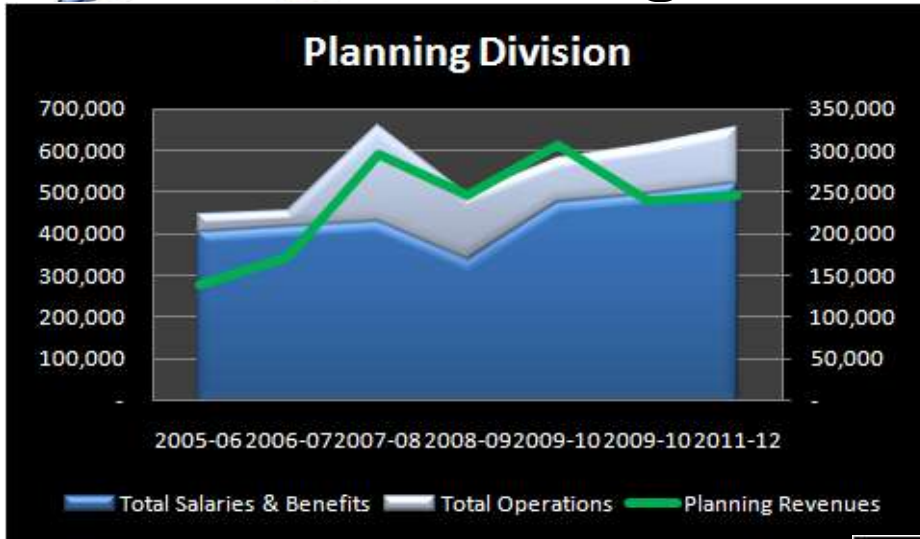 Planning Division
700,000 350,000
600,000 300,000
500,000 250,000
400,000 200,000
300,000 150,000
200,000 100,000
100,000 50,000
- -
2005-06 2006-07 2007-08 2008-09 2009-10 2009-10 2011-12
Total Salaries & Benefits Total Operations Planning Revenues